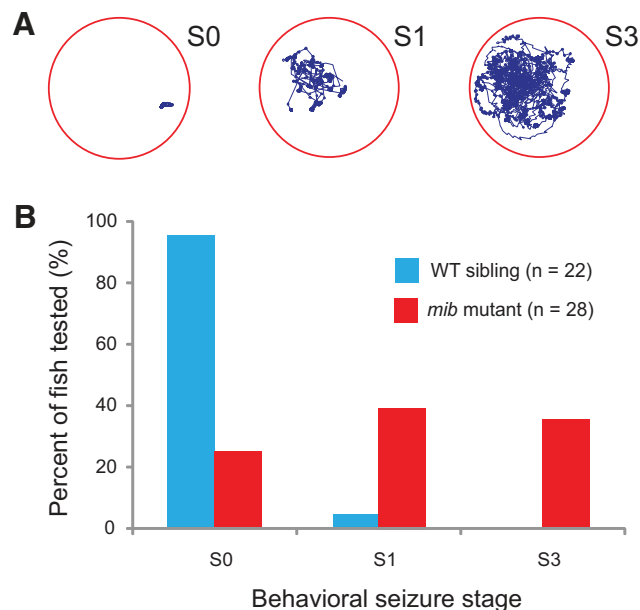 A
S0
S1
S3
B
Percent of fish tested (%)
100
80
60
40
20
0
WT sibling (n = 22)
mib mutant (n = 28)
S0
S1
S3
Behavioral seizure stage